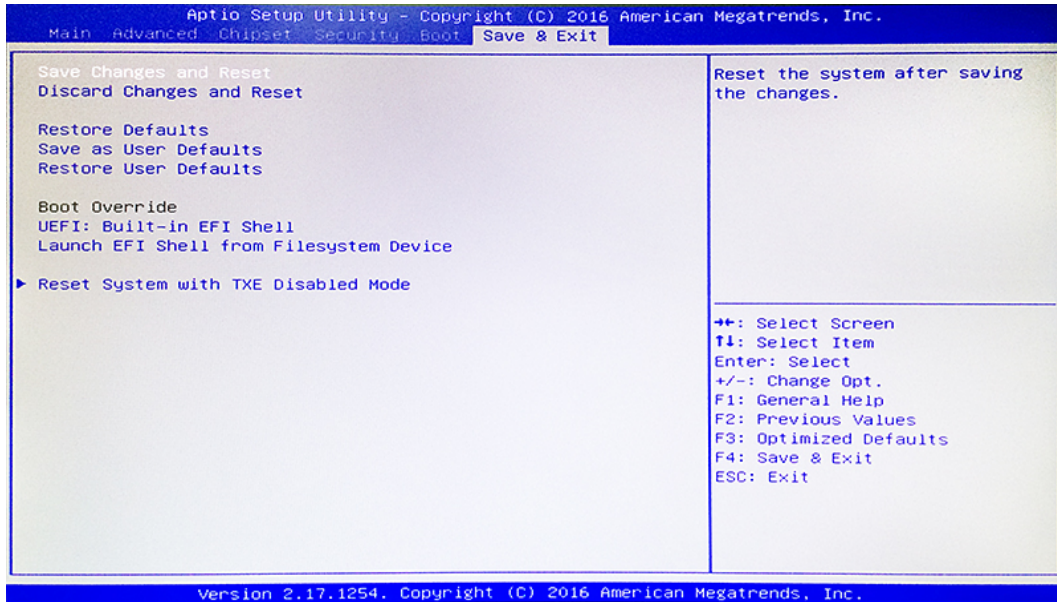 Aptio Setup Utility - Copyright (C) 2016 American Megatrends, Inc.
Main Advanced Chipset Security Boot Save & Exit
Save Changes and Reset
Discard Changes and Reset
Restore Defaults
Save as User Defaults
Restore User Defaults
Boot Override
UEFI: Built-in EFI Shell
Launch EFI Shell from Filesystem Device
▶ Reset System with TXE Disabled Mode
Reset the system after saving
the changes.
→←: Select Screen
↑↓: Select Item
Enter: Select
+/-: Change Opt.
F1: General Help
F2: Previous Values
F3: Optimized Defaults
F4: Save & Exit
ESC: Exit
Version 2.17.1254. Copyright (C) 2016 American Megatrends, Inc.